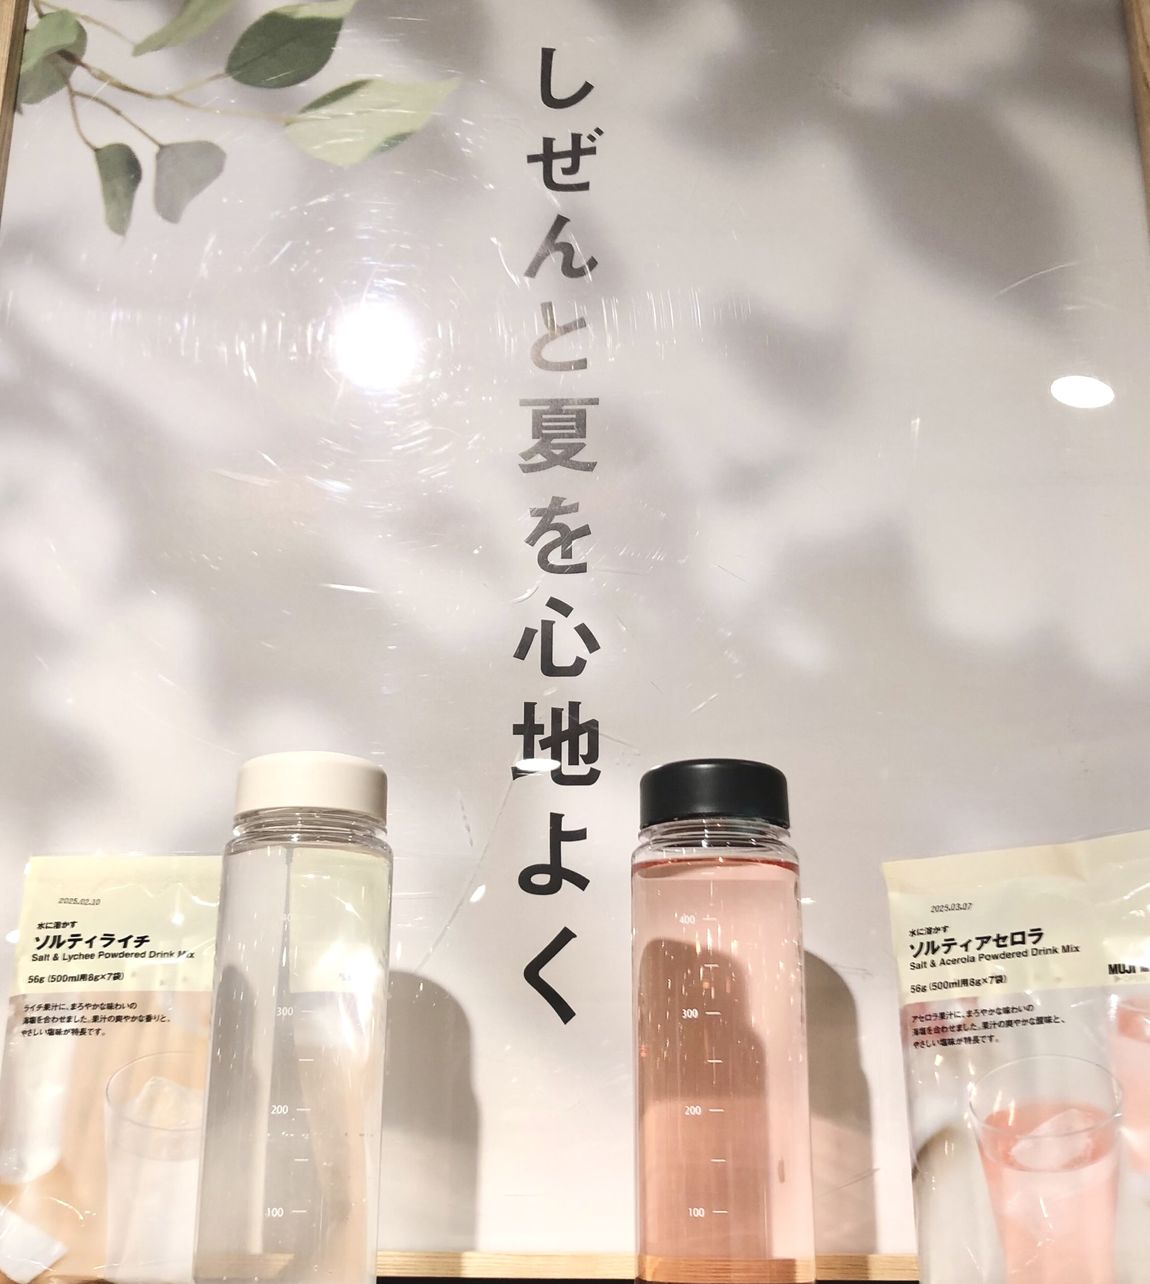 しぜんと夏を心地よく
2025.02.10
水に溶かす
ソルティライチ
Salt & Lychee Powdered Drink Mix
56g (500ml用8g×7袋)
ライチ果汁に、まろやかな味わいの
海塩を合わせました。果汁の爽やかな香りと、
やさしい塩味が特長です。
400
300
200
100
400
300
200
100
2025.03.07
水に溶かす
ソルティアセロラ
Salt & Acerola Powdered Drink Mix
56g (500ml用8g×7袋)
アセロラ果汁に、まろやかな味わいの
海塩を合わせました。果汁の爽やかな酸味と、
やさしい塩味が特長です。
MUJI